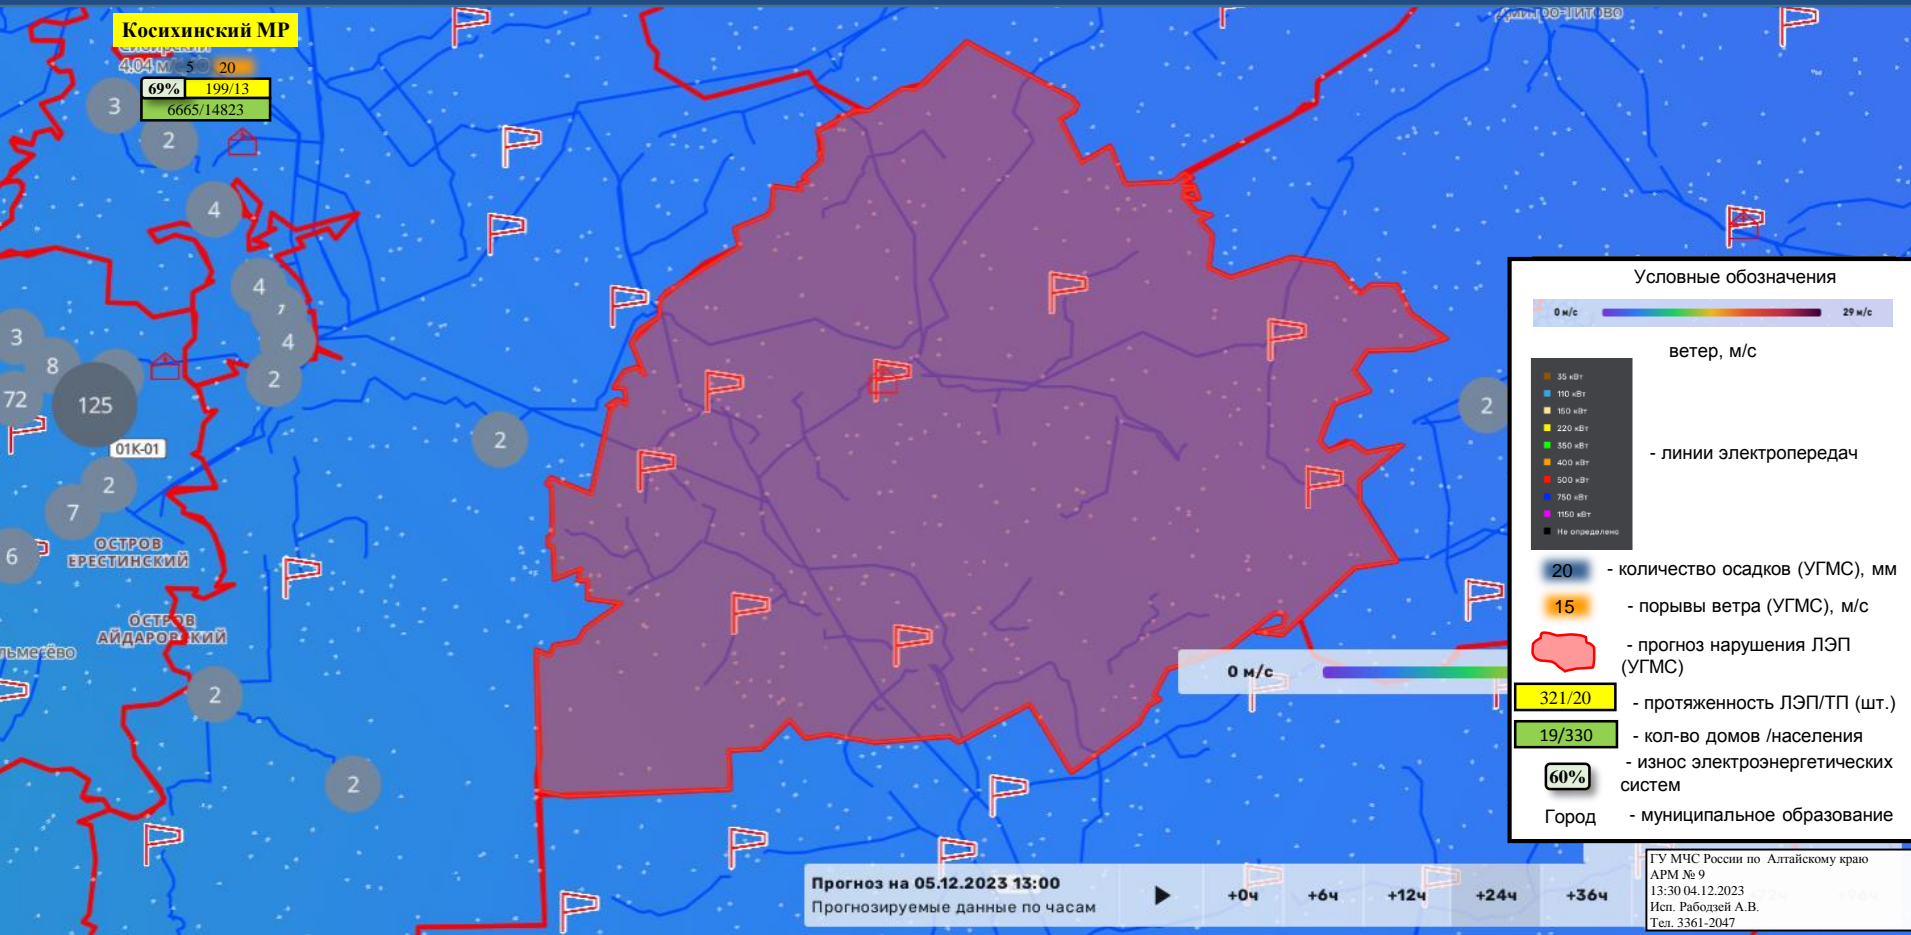 Дмитро-Титово
Косихинский МР
Сибирский
4.04 м/
5
20
69%
199/13
6665/14823
3
2
4
4
7
4
2
3
8
72
125
2
2
01К-01
2
7
6
ОСТРОВ
ЕРЕСТИНСКИЙ
ОСТРОВ
АЙДАРОВСКИЙ
льмесёво
2
2
0 м/с
Прогноз на 05.12.2023 13:00
Прогнозируемые данные по часам
+0ч
+6ч
+12ч
+24ч
+36ч
Условные обозначения
0 м/с
29 м/с
ветер, м/с
35 кВт
110 кВт
150 кВт
220 кВт
350 кВт
400 кВт
500 кВт
750 кВт
1150 кВт
Не определено
- линии электропередач
20 - количество осадков (УГМС), мм
15 - порывы ветра (УГМС), м/с
- прогноз нарушения ЛЭП
(УГМС)
321/20 - протяженность ЛЭП/ТП (шт.)
19/330 - кол-во домов /населения
60% - износ электроэнергетических
систем
Город - муниципальное образование
ГУ МЧС России по Алтайскому краю
АРМ № 9
13:30 04.12.2023
Исп. Рабодзей А.В.
Тел. 3361-2047